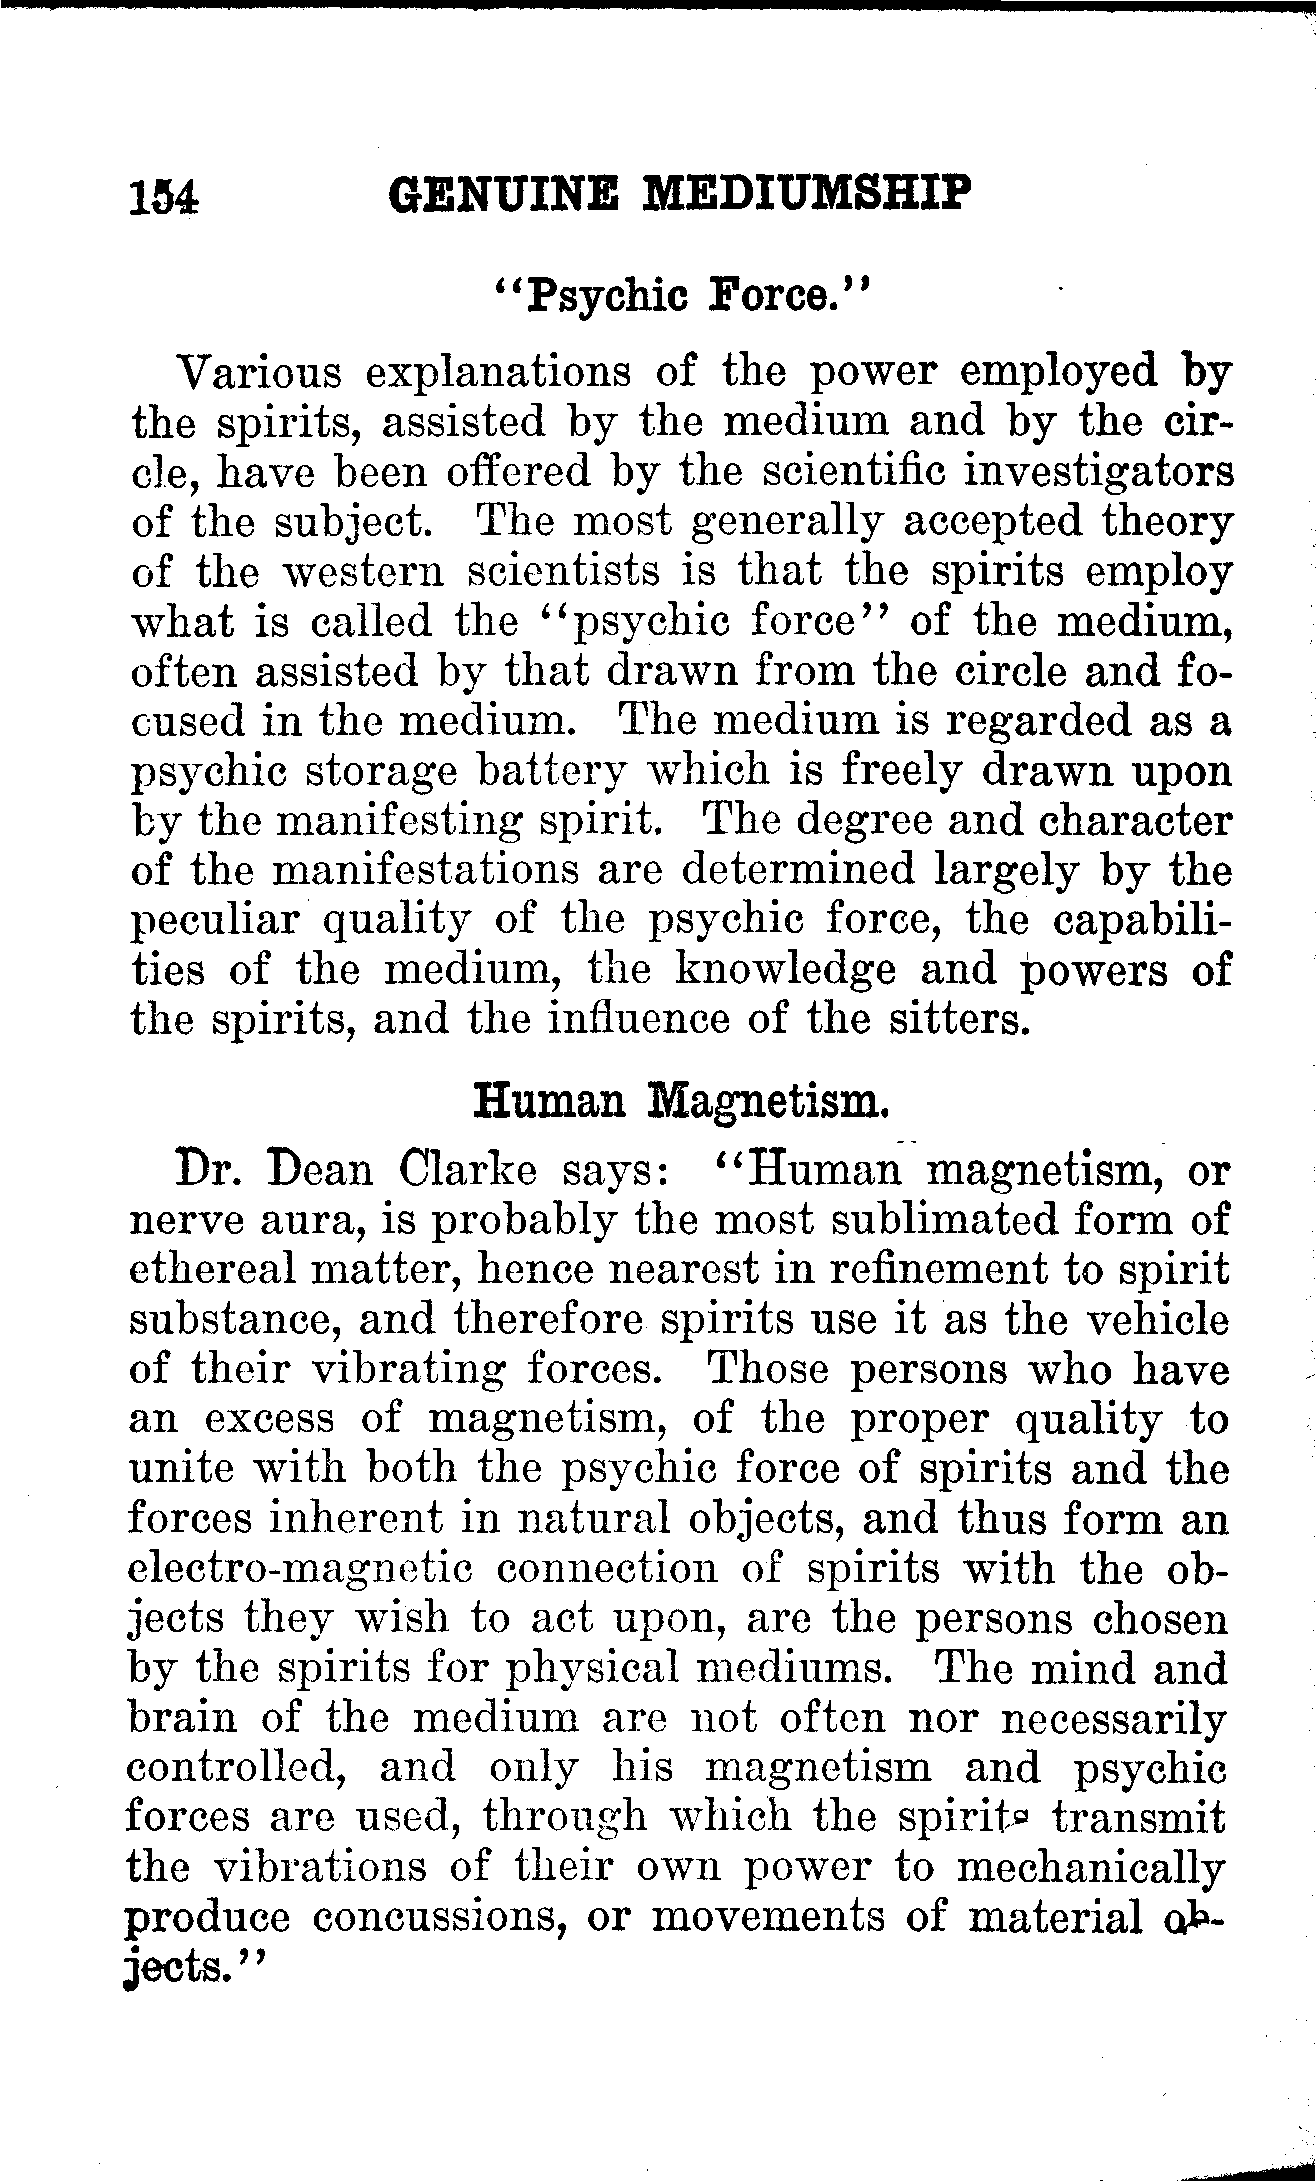 154 GENUINE MEDIUMSHIP
"Psychic Force."
Various explanations of the power employed by
the spirits, assisted by the medium and by the cir-
cle, have been offered by the scientific investigators
of the subject. The most generally accepted theory
of the western scientists is that the spirits employ
what is called the "psychic force" of the medium,
often assisted by that drawn from the circle and fo-
cused in the medium. The medium is regarded as a
psychic storage battery which is freely drawn upon
by the manifesting spirit. The degree and character
of the manifestations are determined largely by the
peculiar quality of the psychic force, the capabili-
ties of the medium, the knowledge and powers of
the spirits, and the influence of the sitters.
Human Magnetism.
Dr. Dean Clarke says: "Human magnetism, or
nerve aura, is probably the most sublimated form of
ethereal matter, hence nearest in refinement to spirit
substance, and therefore spirits use it as the vehicle
of their vibrating forces. Those persons who have
an excess of magnetism, of the proper quality to
unite with both the psychic force of spirits and the
forces inherent in natural objects, and thus form an
electro-magnetic connection of spirits with the ob-
jects they wish to act upon, are the persons chosen
by the spirits for physical mediums. The mind and
brain of the medium are not often nor necessarily
controlled, and only his magnetism and psychic
forces are used, through which the spirits transmit
the vibrations of their own power to mechanically
produce concussions, or movements of material ob-
jects."